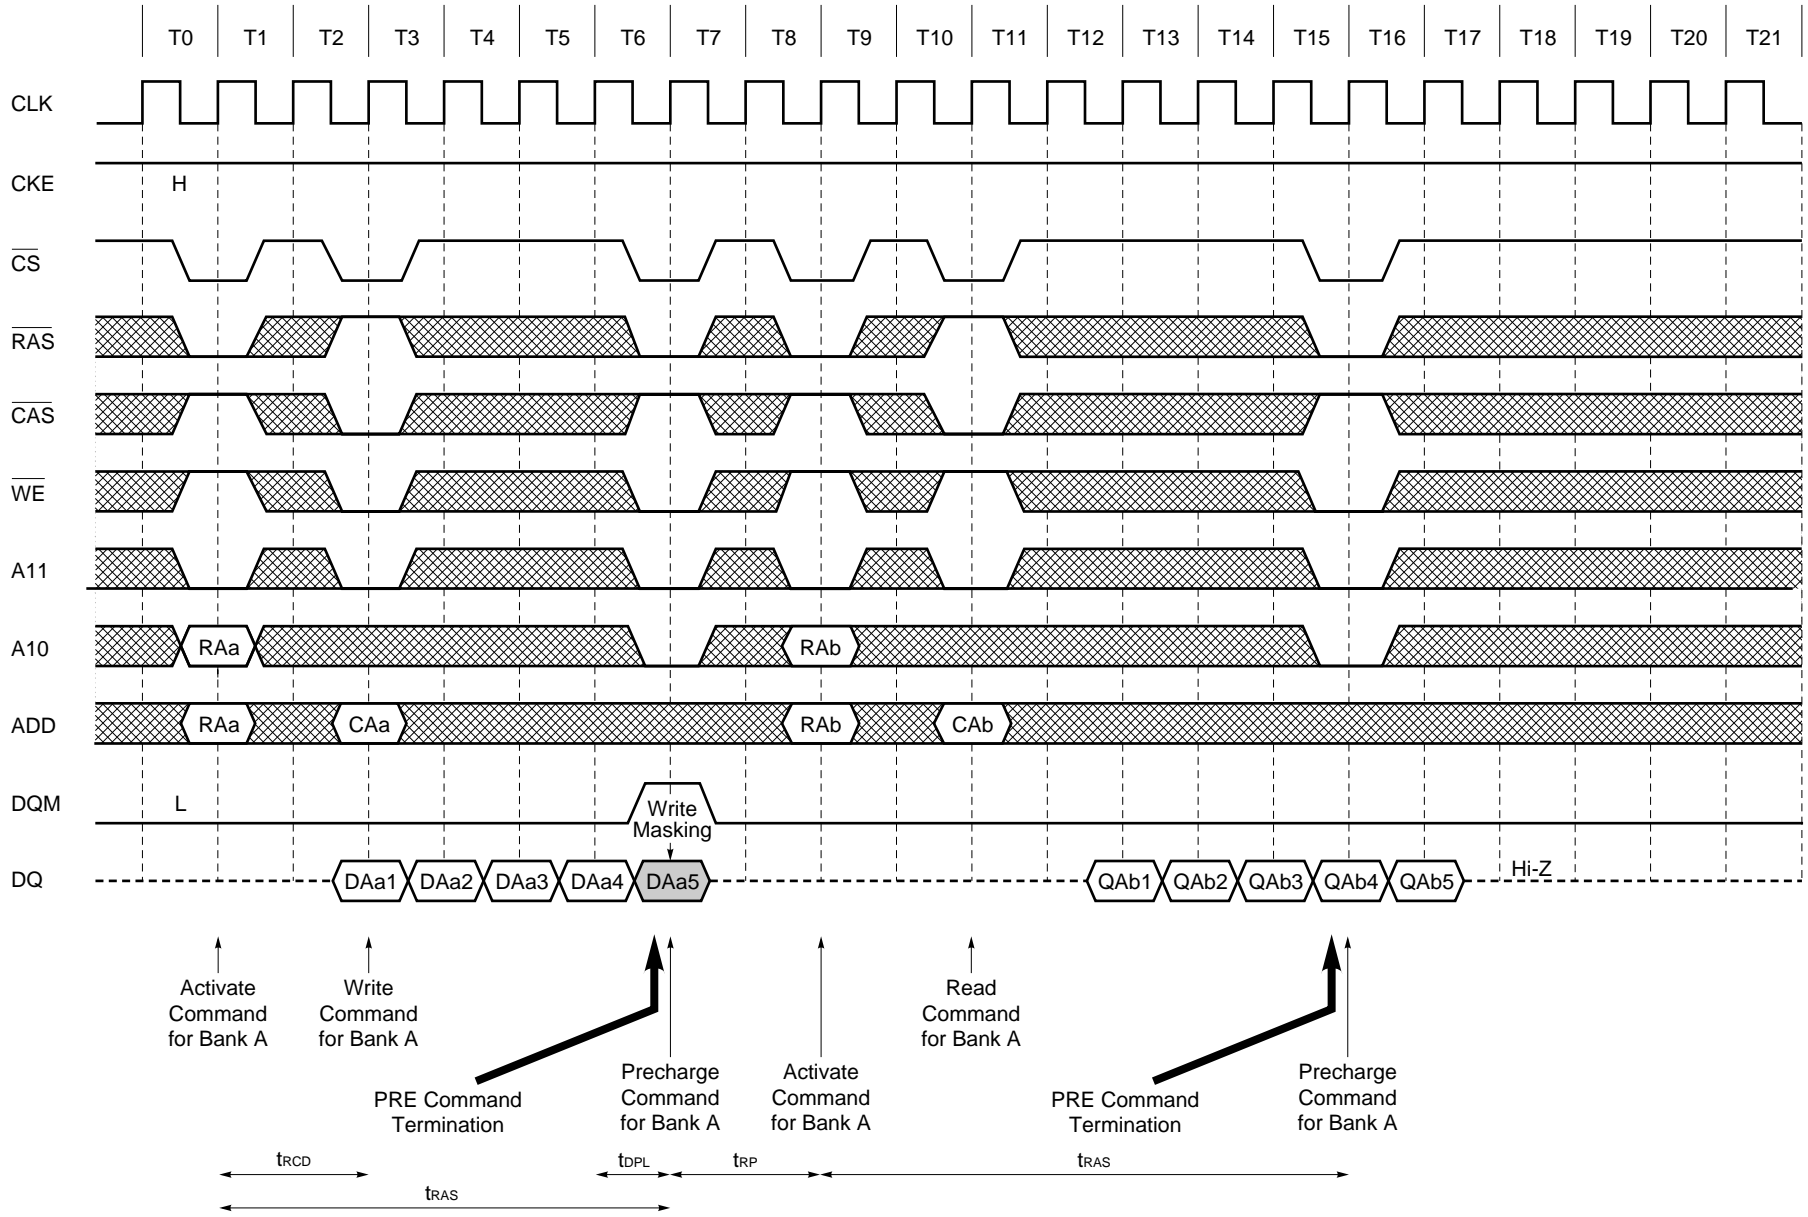 T0 T1 T2 T3 T4 T5 T6 T7 T8 T9 T10 T11 T12 T13 T14 T15 T16 T17 T18 T19 T20 T21
CLK
CKE H
CS
RAS
CAS
WE
A11
A10 RAa RAb
ADD RAa CAa RAb CAb
DQM L Write
Masking
DQ DAa1 DAa2 DAa3 DAa4 DAa5 QAb1 QAb2 QAb3 QAb4 QAb5 Hi-Z
Activate
Command
for Bank A
Write
Command
for Bank A
Read
Command
for Bank A
PRE Command
Termination
Precharge
Command
for Bank A
Activate
Command
for Bank A
PRE Command
Termination
Precharge
Command
for Bank A
tRCD tDPL tRP tRAS
tRAS